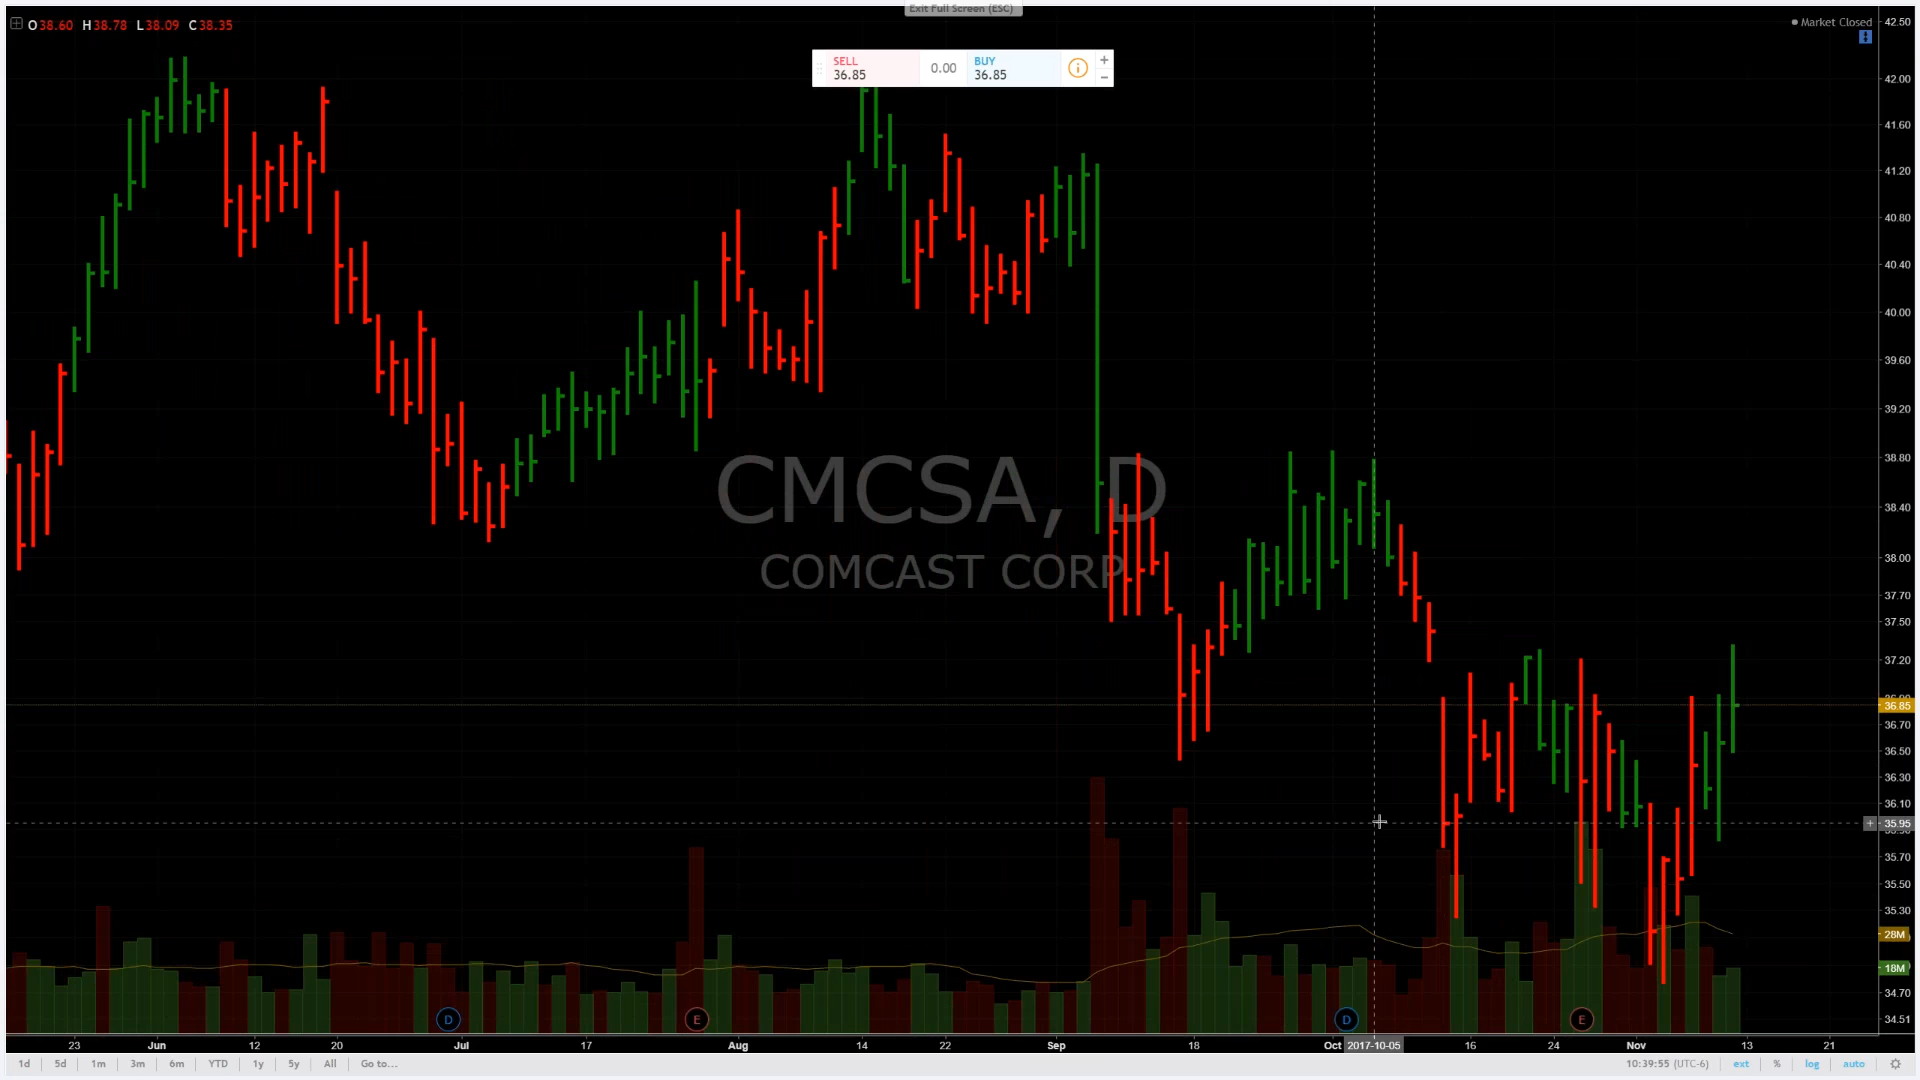 Exit Full Screen (ESC)
O38.60 H38.78 L38.09 C38.35
Market Closed
SELL
36.85
0.00
BUY
36.85
+
−
42.50
42.00
41.60
41.20
40.80
40.40
40.00
39.60
39.20
38.80
38.40
38.00
37.70
37.50
37.20
36.85
36.70
36.50
36.30
36.10
35.95
35.70
35.50
35.30
28M
18M
34.70
34.51
CMCSA, D
COMCAST CORP
D E D E
23 Jun 12 20 Jul 17 Aug 14 22 Sep 18 Oct 2017-10-05 16 24 Nov 13 21
1d 5d 1m 3m 6m YTD 1y 5y All Go to... 10:39:55 (UTC-6) ext % log auto